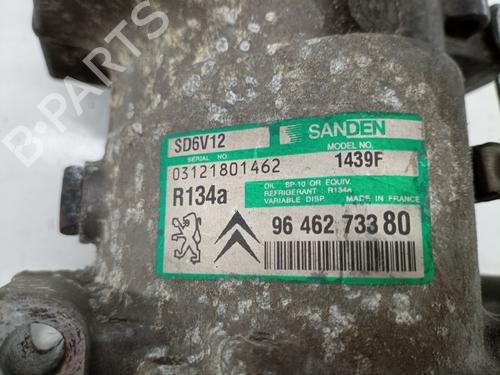 SD6V12
SANDEN
SERIAL NO.
MODEL NO.
03121801462
1439F
R134a
OIL : SP-10 OR EQUIV.
REFRIGERANT : R134a
VARIABLE DISP. MADE IN FRANCE
96 462 733 80
B-Parts